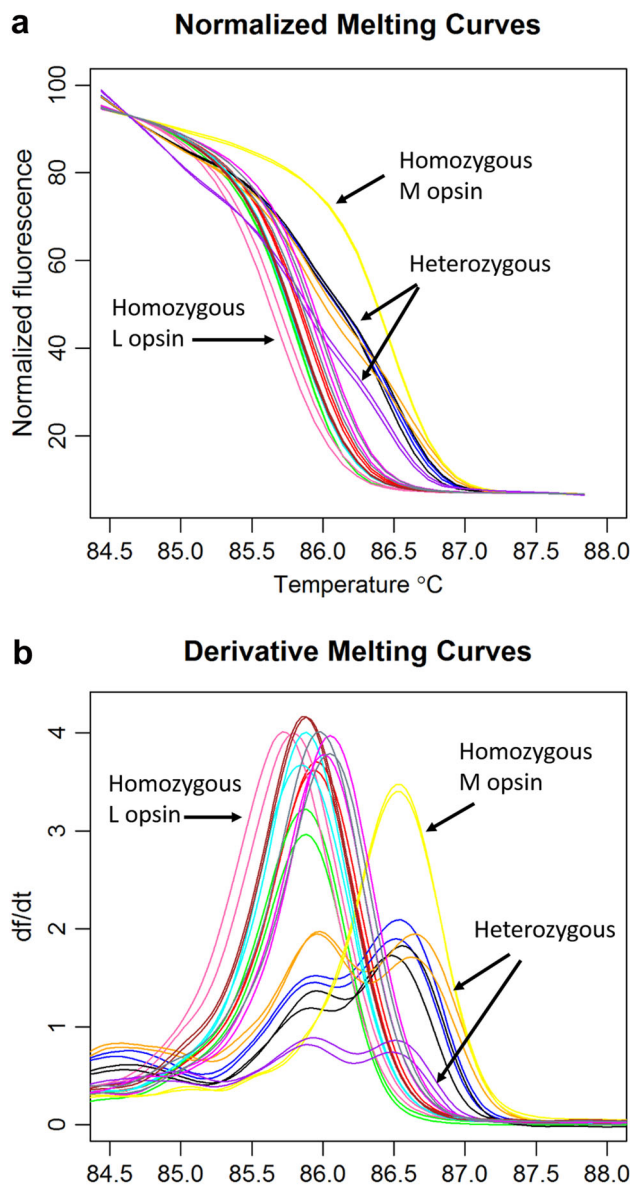 a
Normalized Melting Curves
Normalized fluorescence
100
80
60
40
20
Homozygous
M opsin
Heterozygous
Homozygous
L opsin
84.5 85.0 85.5 86.0 86.5 87.0 87.5 88.0
Temperature °C
b
Derivative Melting Curves
df/dt
4
3
2
1
0
Homozygous
L opsin
Homozygous
M opsin
Heterozygous
84.5 85.0 85.5 86.0 86.5 87.0 87.5 88.0